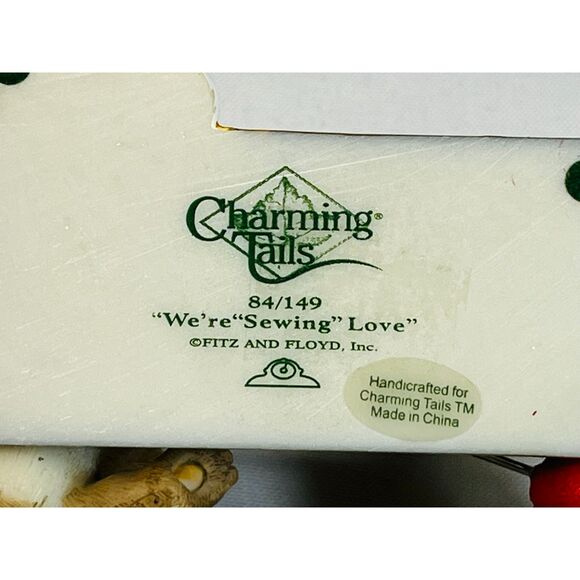 Charming®
Tails
84/149
“We're “Sewing” Love”
©FITZ AND FLOYD, Inc.
Handcrafted for
Charming Tails TM
Made in China